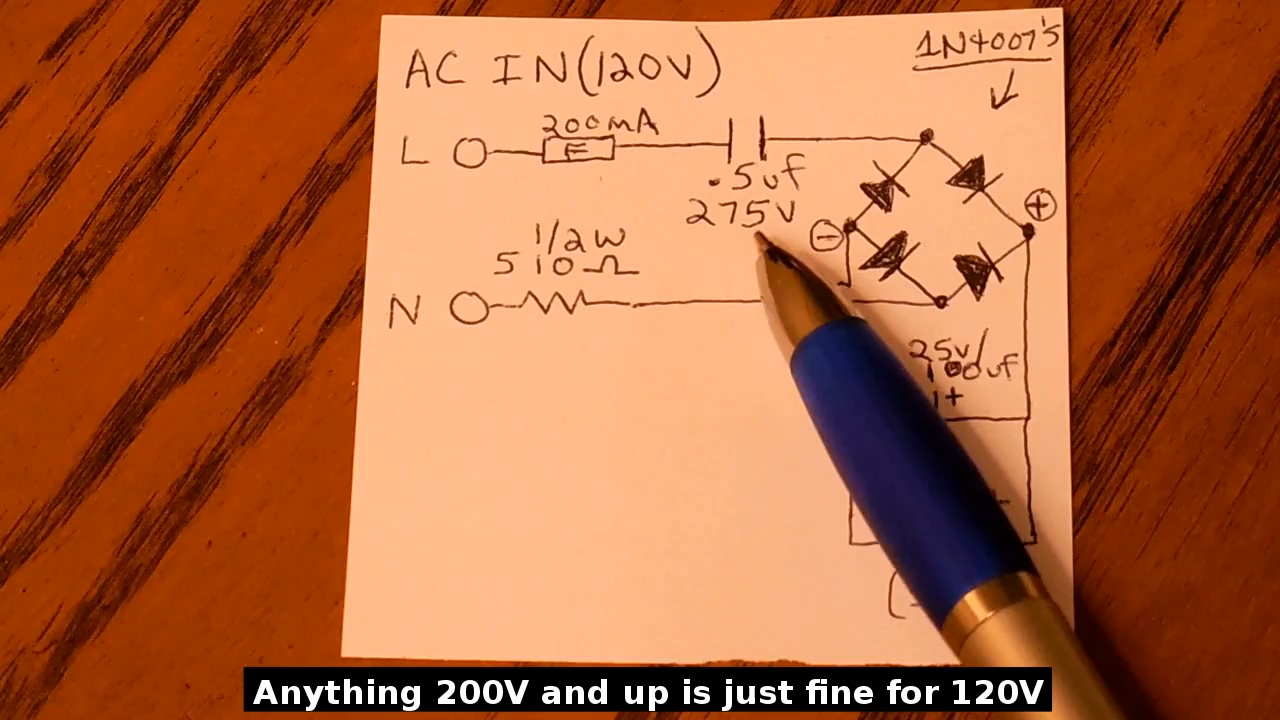 AC IN (120V)
1N4007's
200mA
L
F
.5uf
275V
+
-
1/2W
510Ω
N
25v/
100uf
+
Anything 200V and up is just fine for 120V